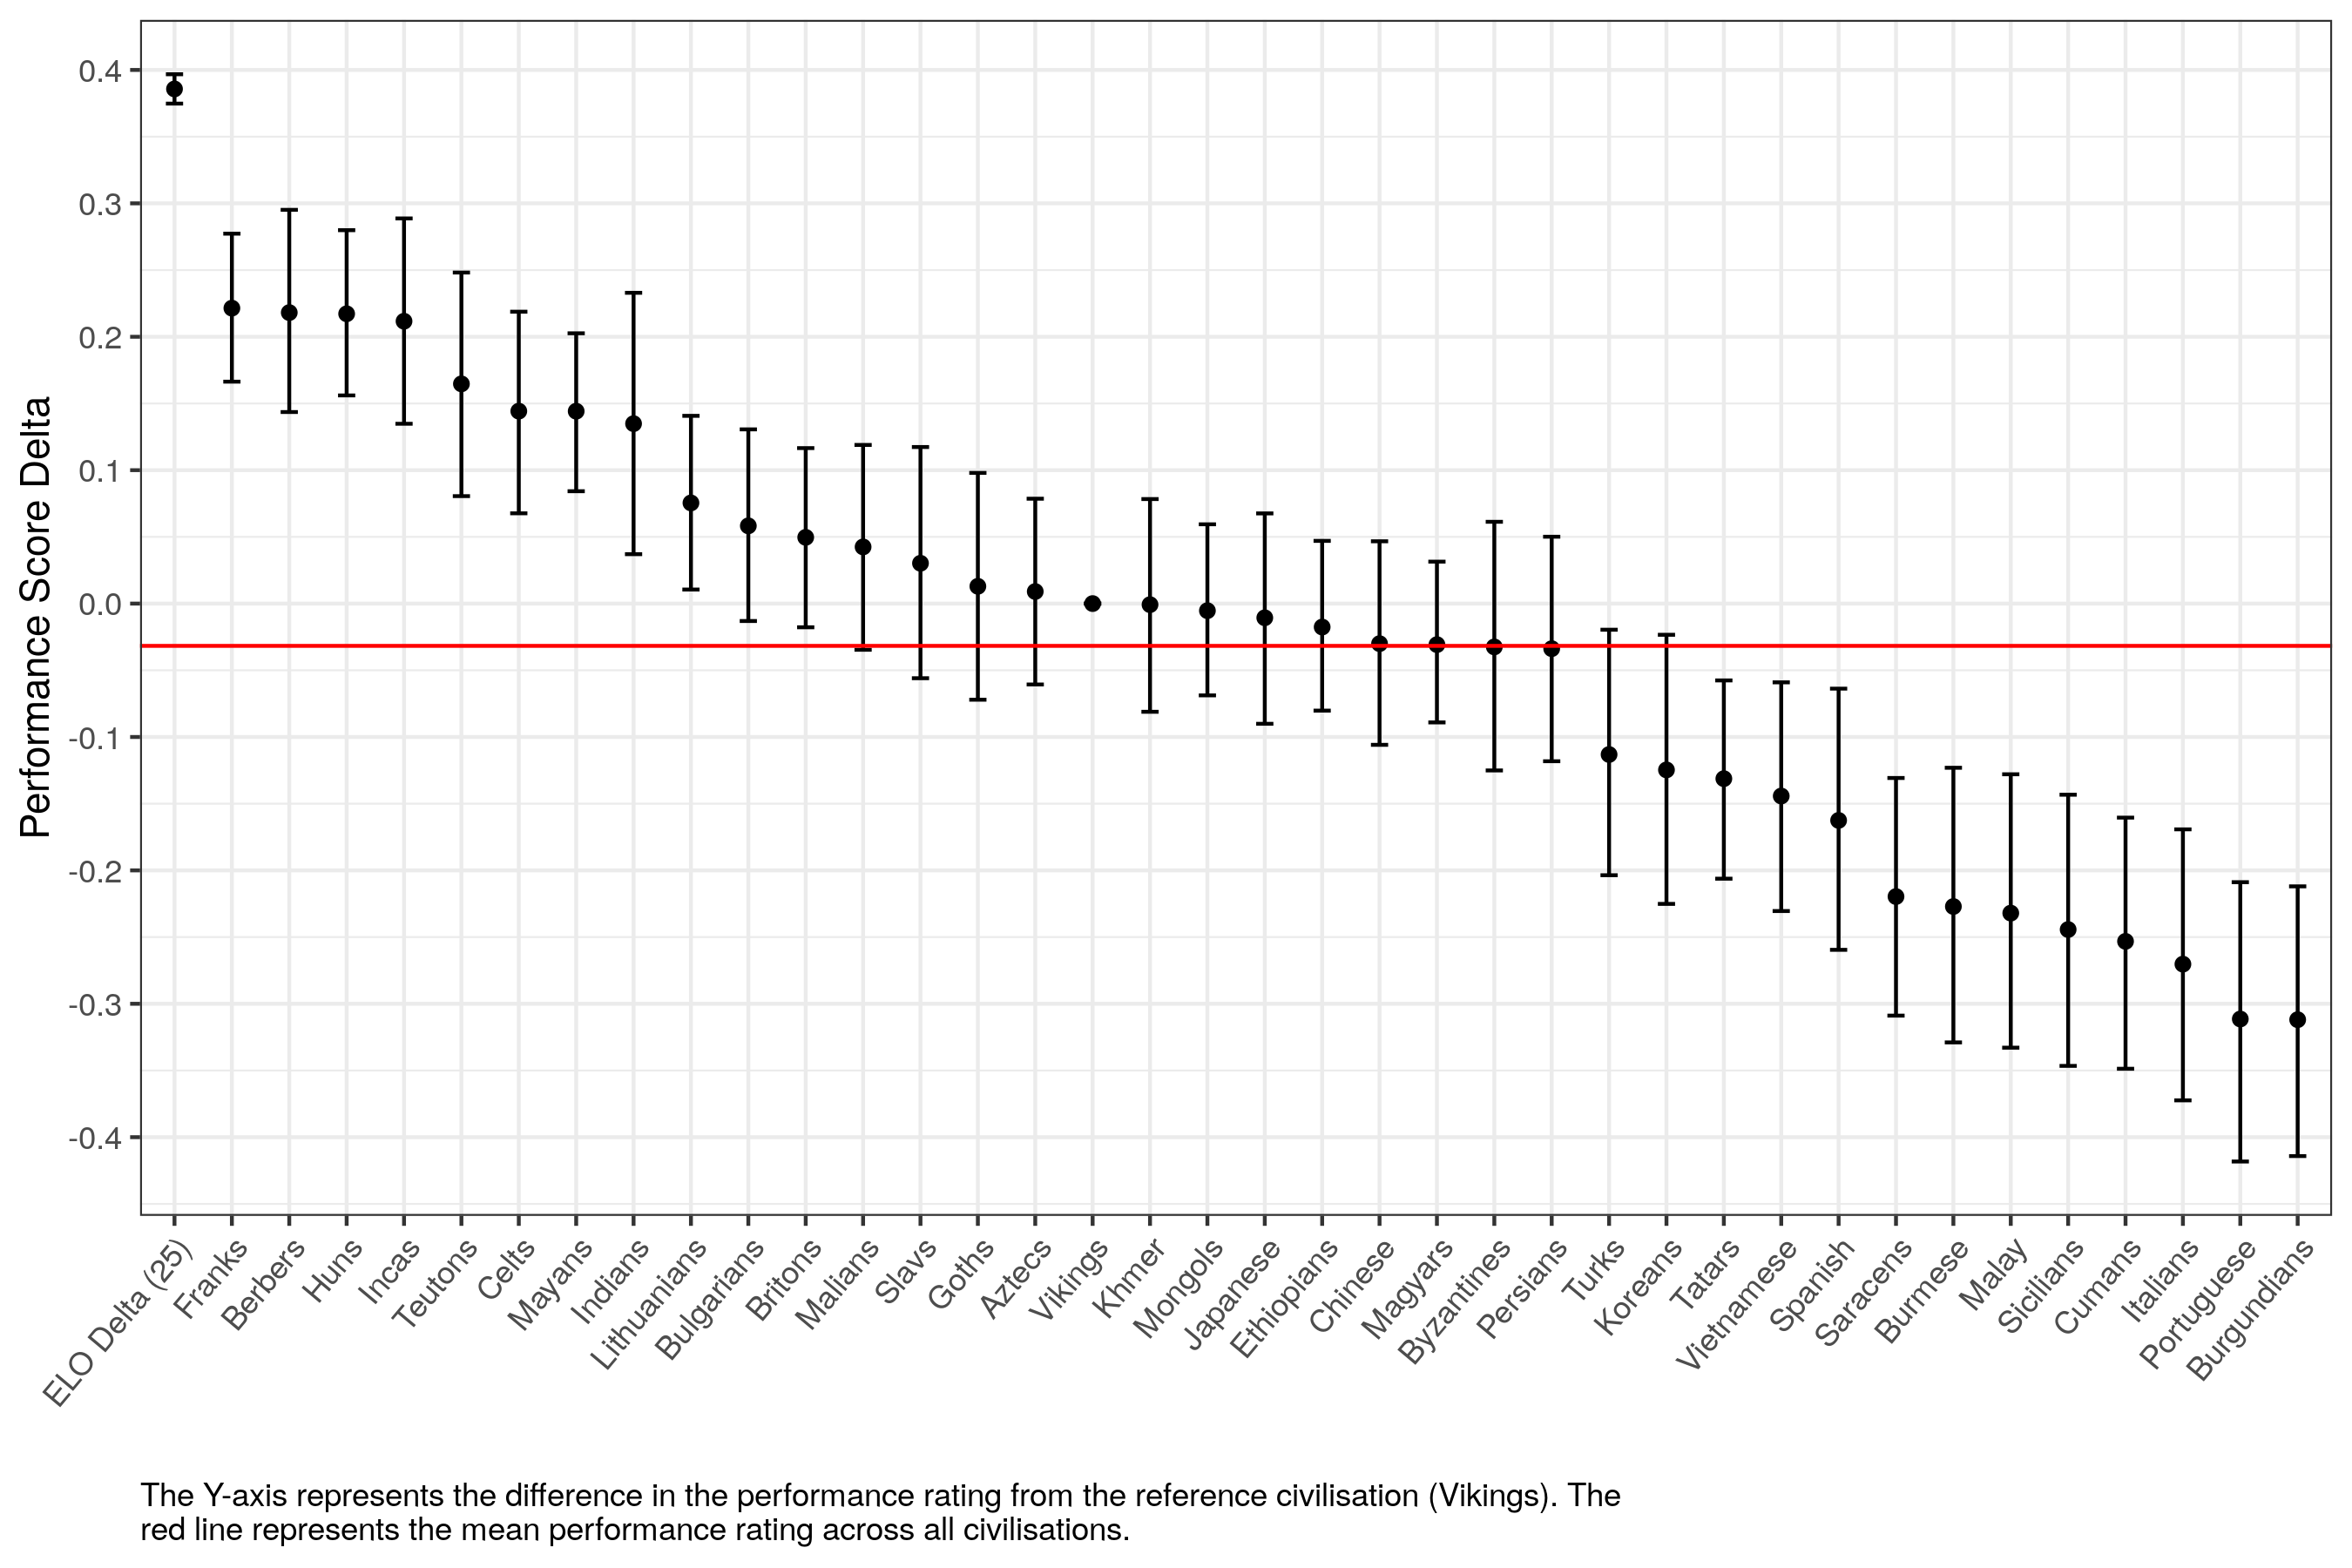 Performance Score Delta
0.4
0.3
0.2
0.1
0.0
-0.1
-0.2
-0.3
-0.4
ELO Delta (25)
Franks
Berbers
Huns
Incas
Teutons
Celts
Mayans
Indians
Lithuanians
Bulgarians
Britons
Malians
Slavs
Goths
Aztecs
Vikings
Khmer
Mongols
Japanese
Ethiopians
Chinese
Magyars
Byzantines
Persians
Turks
Koreans
Tatars
Vietnamese
Spanish
Saracens
Burmese
Malay
Sicilians
Cumans
Italians
Portuguese
Burgundians
The Y-axis represents the difference in the performance rating from the reference civilisation (Vikings). The
red line represents the mean performance rating across all civilisations.